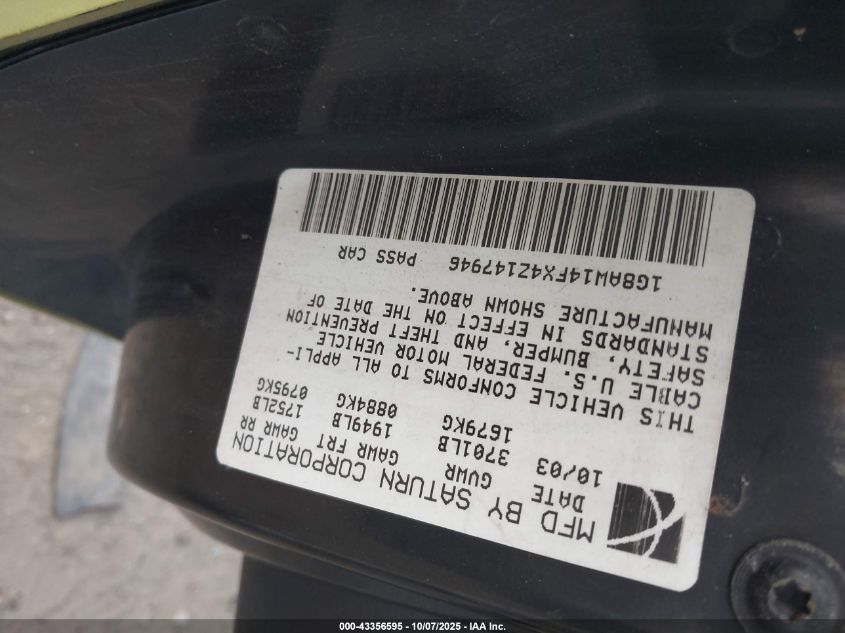 MFD BY SATURN CORPORATION
DATE GVWR GAWR FRT GAWR RR
10/03 3701LB 1949LB 1752LB
1679KG 0884KG 0795KG
THIS VEHICLE CONFORMS TO ALL APPLI-
CABLE U.S. FEDERAL MOTOR VEHICLE
SAFETY, BUMPER, AND THEFT PREVENTION
STANDARDS IN EFFECT ON THE DATE OF
MANUFACTURE SHOWN ABOVE.
1G8AW14FX4Z147946 PASS CAR
000-43356595 - 10/07/2025 - IAA Inc.